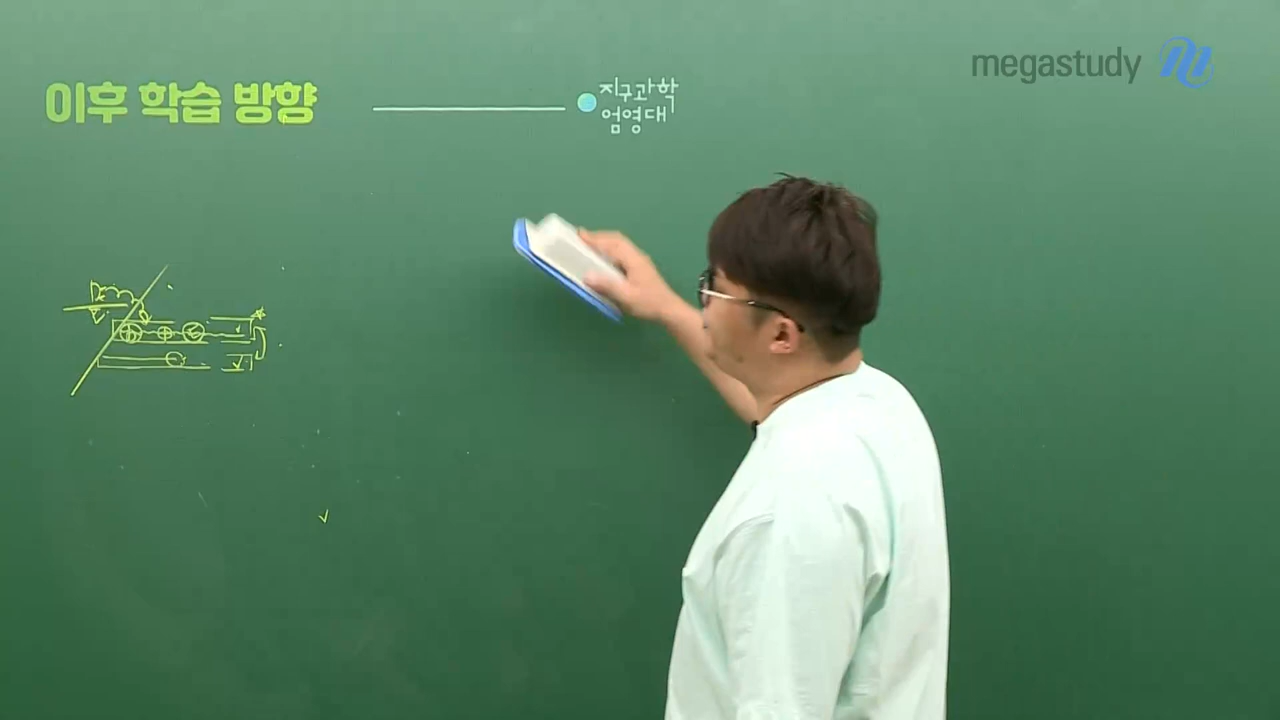 이후 학습 방향
지구과학
엄영대
megastudy